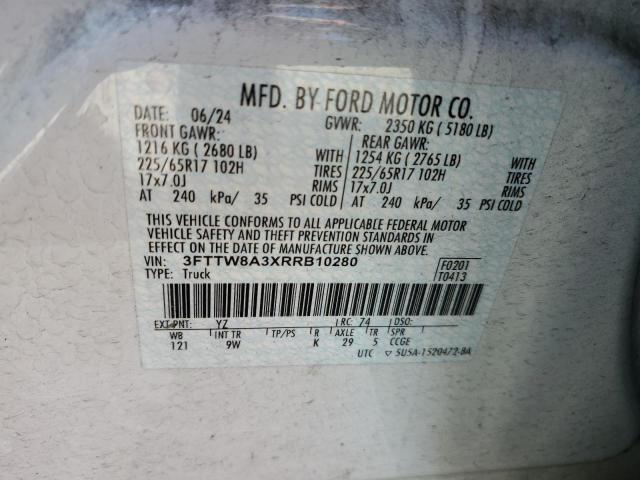 MFD. BY FORD MOTOR CO.
DATE: 06/24 GVWR: 2350 KG ( 5180 LB)
FRONT GAWR: REAR GAWR:
1216 KG ( 2680 LB) WITH 1254 KG ( 2765 LB) WITH
225/65R17 102H TIRES 225/65R17 102H TIRES
17x7.0J RIMS 17x7.0J RIMS
AT 240 kPa/ 35 PSI COLD AT 240 kPa/ 35 PSI COLD
THIS VEHICLE CONFORMS TO ALL APPLICABLE FEDERAL MOTOR
VEHICLE SAFETY AND THEFT PREVENTION STANDARDS IN
EFFECT ON THE DATE OF MANUFACTURE SHOWN ABOVE.
VIN: 3FTTW8A3XRRB10280 F0201
TYPE: Truck T0413
EXT PNT: YZ RC: 74 DSO:
WB INT TR TP/PS R AXLE TR SPR
121 9W K 29 5 CCGE
UTC ▽ 5U5A-1520472-BA